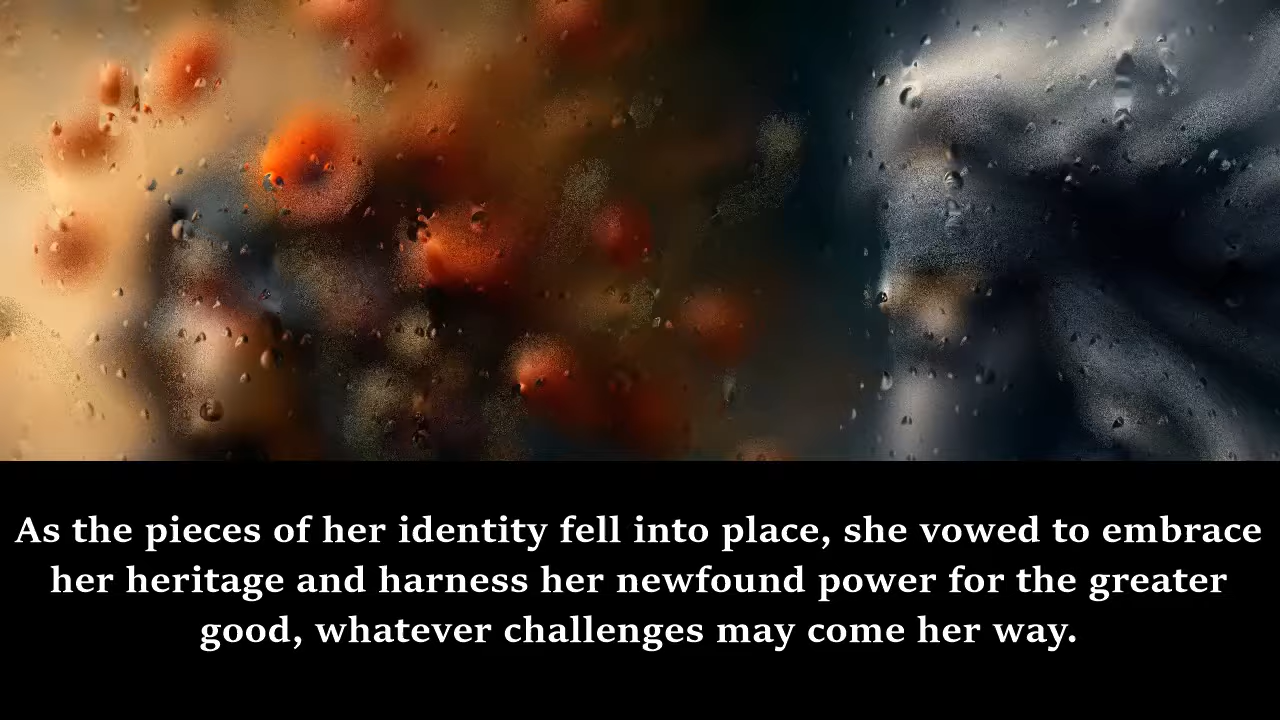 As the pieces of her identity fell into place, she vowed to embrace
her heritage and harness her newfound power for the greater
good, whatever challenges may come her way.